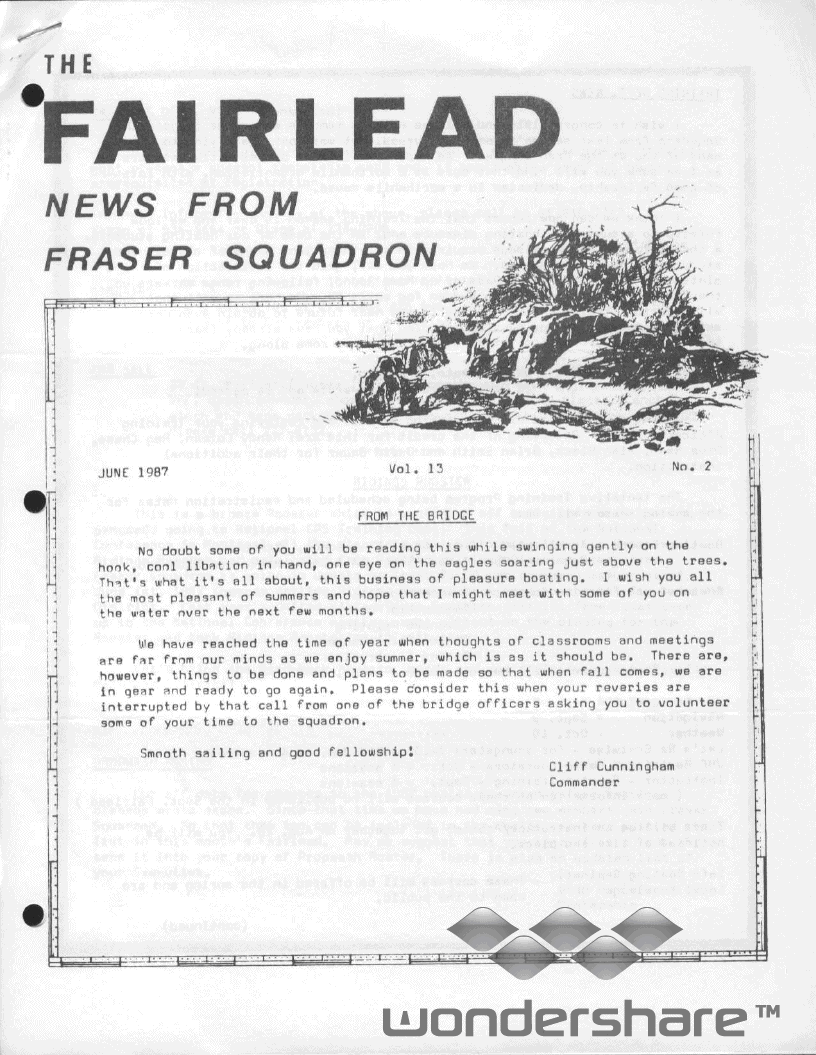 THE
FAIRLEAD
NEWS FROM
FRASER SQUADRON
JUNE 1987 Vol. 13 No. 2
FROM THE BRIDGE
No doubt some of you will be reading this while swinging gently on the
hook, cool libation in hand, one eye on the eagles soaring just above the trees.
That's what it's all about, this business of pleasure boating. I wish you all
the most pleasant of summers and hope that I might meet with some of you on
the water over the next few months.
We have reached the time of year when thoughts of classrooms and meetings
are far from our minds as we enjoy summer, which is as it should be. There are,
however, things to be done and plans to be made so that when fall comes, we are
in gear and ready to go again. Please consider this when your reveries are
interrupted by that call from one of the bridge officers asking you to volunteer
some of your time to the squadron.
Smooth sailing and good fellowship!
Cliff Cunningham
Commander
wondershare™